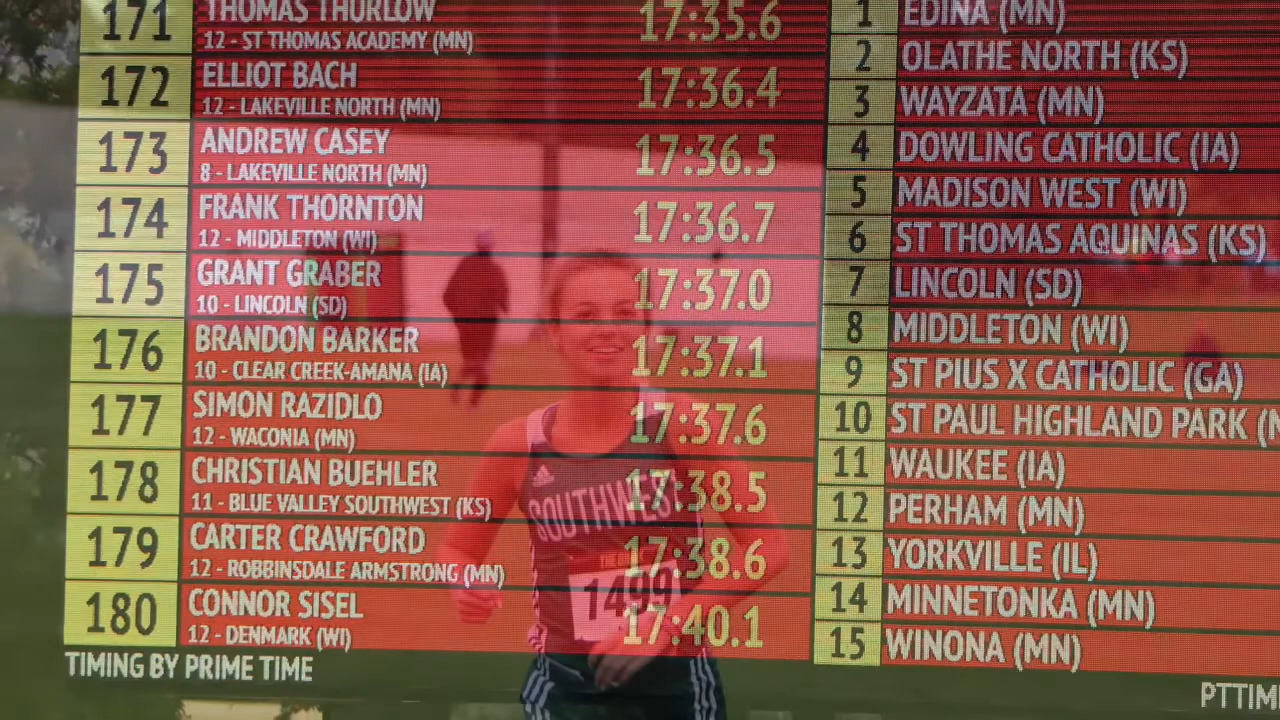 171 THOMAS THURLOW 17:35.6
12 - ST THOMAS ACADEMY (MN)
172 ELLIOT BACH 17:36.4
12 - LAKEVILLE NORTH (MN)
173 ANDREW CASEY 17:36.5
8 - LAKEVILLE NORTH (MN)
174 FRANK THORNTON 17:36.7
12 - MIDDLETON (WI)
175 GRANT GRABER 17:37.0
10 - LINCOLN (SD)
176 BRANDON BARKER 17:37.1
10 - CLEAR CREEK-AMANA (IA)
177 SIMON RAZIDLO 17:37.6
12 - WACONIA (MN)
178 CHRISTIAN BUEHLER 17:38.5
11 - BLUE VALLEY SOUTHWEST (KS)
179 CARTER CRAWFORD 17:38.6
12 - ROBBINSDALE ARMSTRONG (MN)
180 CONNOR SISEL 17:40.1
12 - DENMARK (WI)
TIMING BY PRIME TIME
1 EDINA (MN)
2 OLATHE NORTH (KS)
3 WAYZATA (MN)
4 DOWLING CATHOLIC (IA)
5 MADISON WEST (WI)
6 ST THOMAS AQUINAS (KS)
7 LINCOLN (SD)
8 MIDDLETON (WI)
9 ST PIUS X CATHOLIC (GA)
10 ST PAUL HIGHLAND PARK (
11 WAUKEE (IA)
12 PERHAM (MN)
13 YORKVILLE (IL)
14 MINNETONKA (MN)
15 WINONA (MN)
PTTIM
SOUTHWEST
1499